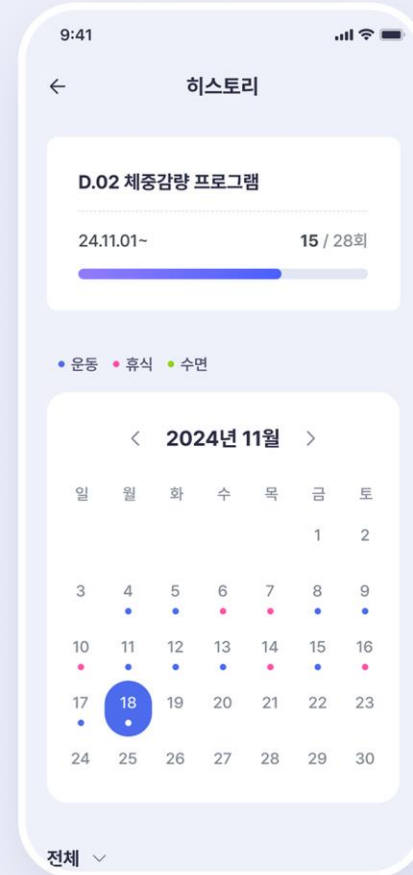 9:41
히스토리
D.02 체중감량 프로그램
24.11.01~ 15 / 28회
운동 휴식 수면
2024년 11월
일 월 화 수 목 금 토
1 2
3 4 5 6 7 8 9
10 11 12 13 14 15 16
17 18 19 20 21 22 23
24 25 26 27 28 29 30
전체